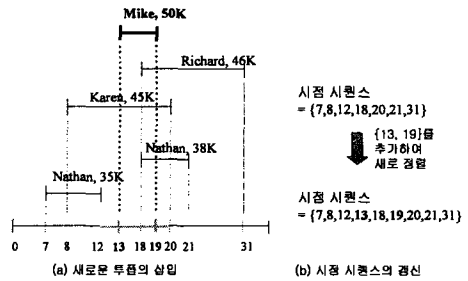 Mike, 50K
Richard, 46K
Karen, 45K
Nathan, 38K
Nathan, 35K
0 7 8 12 13 18 19 20 21 31
(a) 새로운 투플의 삽입
시점 시퀀스
= {7,8,12,18,20,21,31}
{13, 19}를
추가하여
새로 정렬
시점 시퀀스
= {7,8,12,13,18,19,20,21,31}
(b) 시점 시퀀스의 갱신